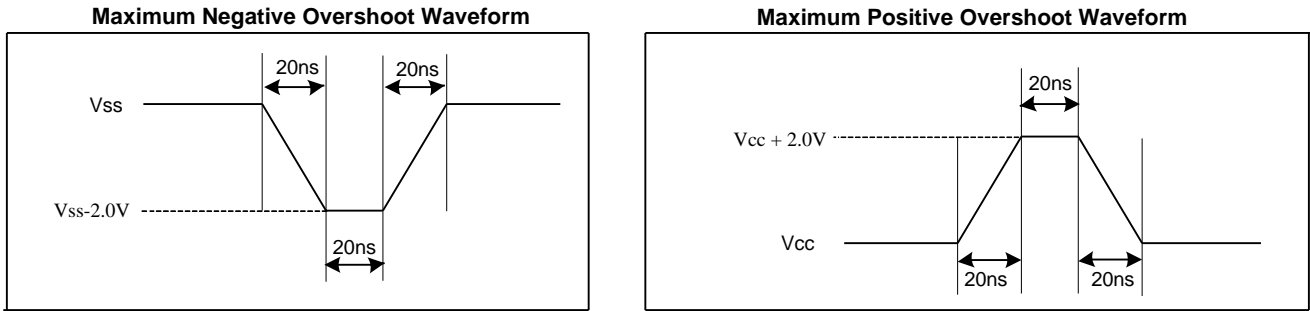 Maximum Negative Overshoot Waveform
20ns
20ns
Vss
Vss-2.0V
20ns
Maximum Positive Overshoot Waveform
20ns
Vcc + 2.0V
Vcc
20ns
20ns